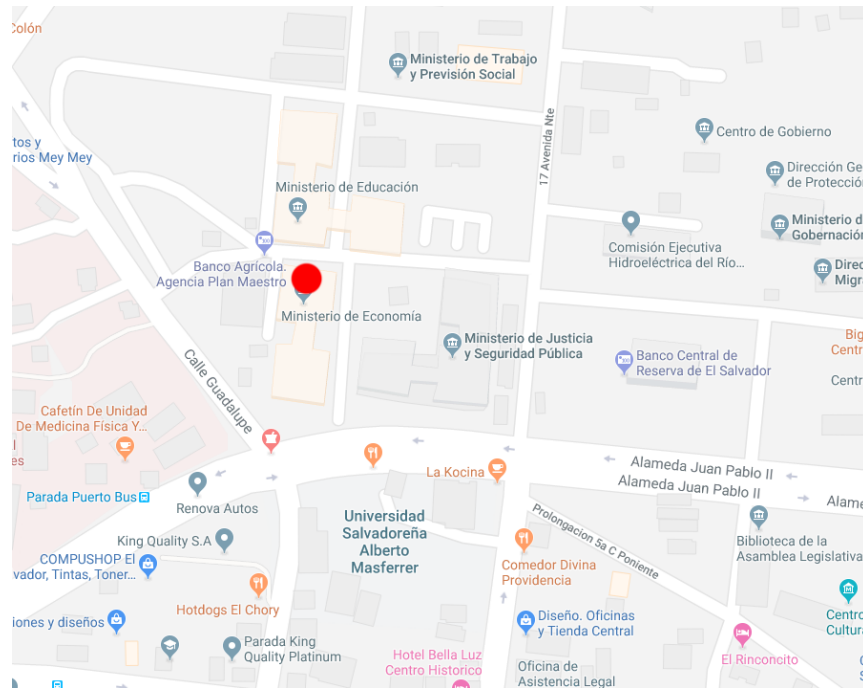 Colón
Ministerio de Trabajo
y Previsión Social
17 Avenida Nte
Centro de Gobierno
tos y
rios Mey Mey
Dirección Ge
de Protecció
Ministerio de Educación
Ministerio d
Gobernació
Comisión Ejecutiva
Hidroeléctrica del Río...
Banco Agrícola.
Agencia Plan Maestro
Direc
Migr
Ministerio de Economía
Ministerio de Justicia
y Seguridad Pública
Big
Centr
Banco Central de
Reserva de El Salvador
Centr
Calle Guadalupe
Cafetín De Unidad
De Medicina Física Y...
l
es
La Kocina
Alameda Juan Pablo II
Alameda Juan Pablo II
Alame
Parada Puerto Bus
Renova Autos
Universidad
Salvadoreña
Alberto
Masferrer
Prolongacion 5a C Poniente
King Quality S.A
Biblioteca de la
Asamblea Legislativa
COMPUSHOP El
vador, Tintas, Toner...
Comedor Divina
Providencia
Hotdogs El Chory
Centro
Cultu
iones y diseños
Diseño. Oficinas
y Tienda Central
Parada King
Quality Platinum
Hotel Bella Luz
Centro Historico
El Rinconcito
Oficina de
Asistencia Legal